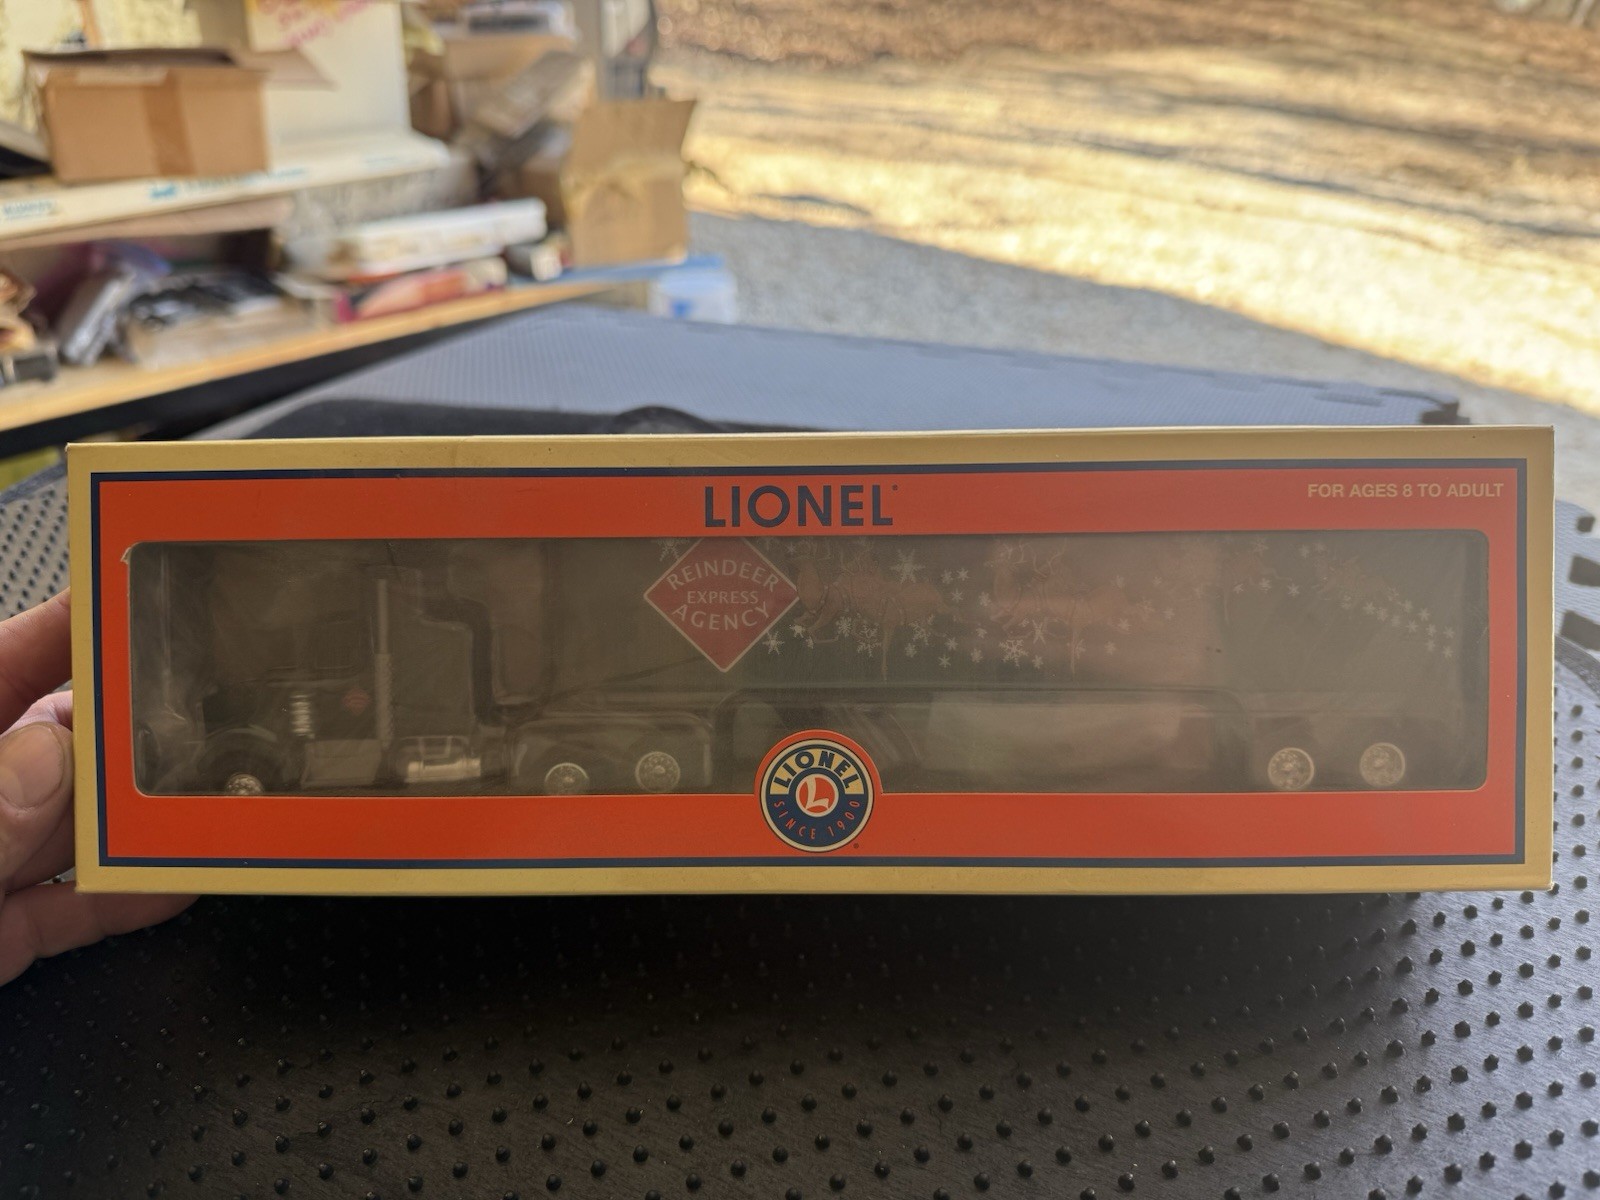 LIONEL
FOR AGES 8 TO ADULT
REINDEER
EXPRESS
AGENCY
LIONEL
L
SINCE 1900